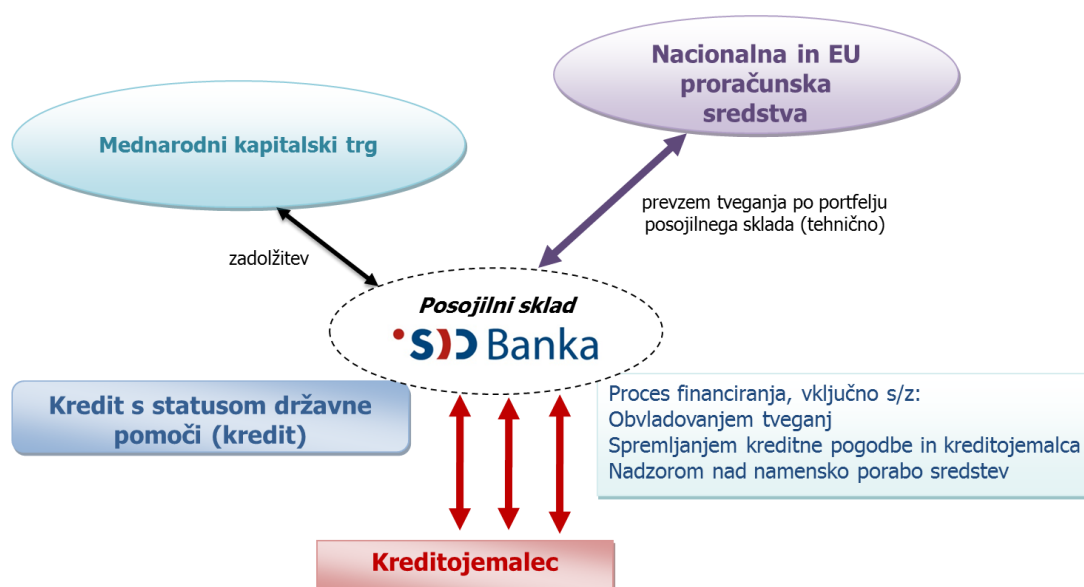 Nacionalna in EU
proračunska
sredstva
Mednarodni kapitalski trg
prevzem tveganja po portfelju
posojilnega sklada (tehnično)
zadolžitev
Posojilni sklad
SID Banka
Kredit s statusom državne
pomoči (kredit)
Proces financiranja, vključno s/z:
Obvladovanjem tveganj
Spremljanjem kreditne pogodbe in kreditojemalca
Nadzorom nad namensko porabo sredstev
Kreditojemalec